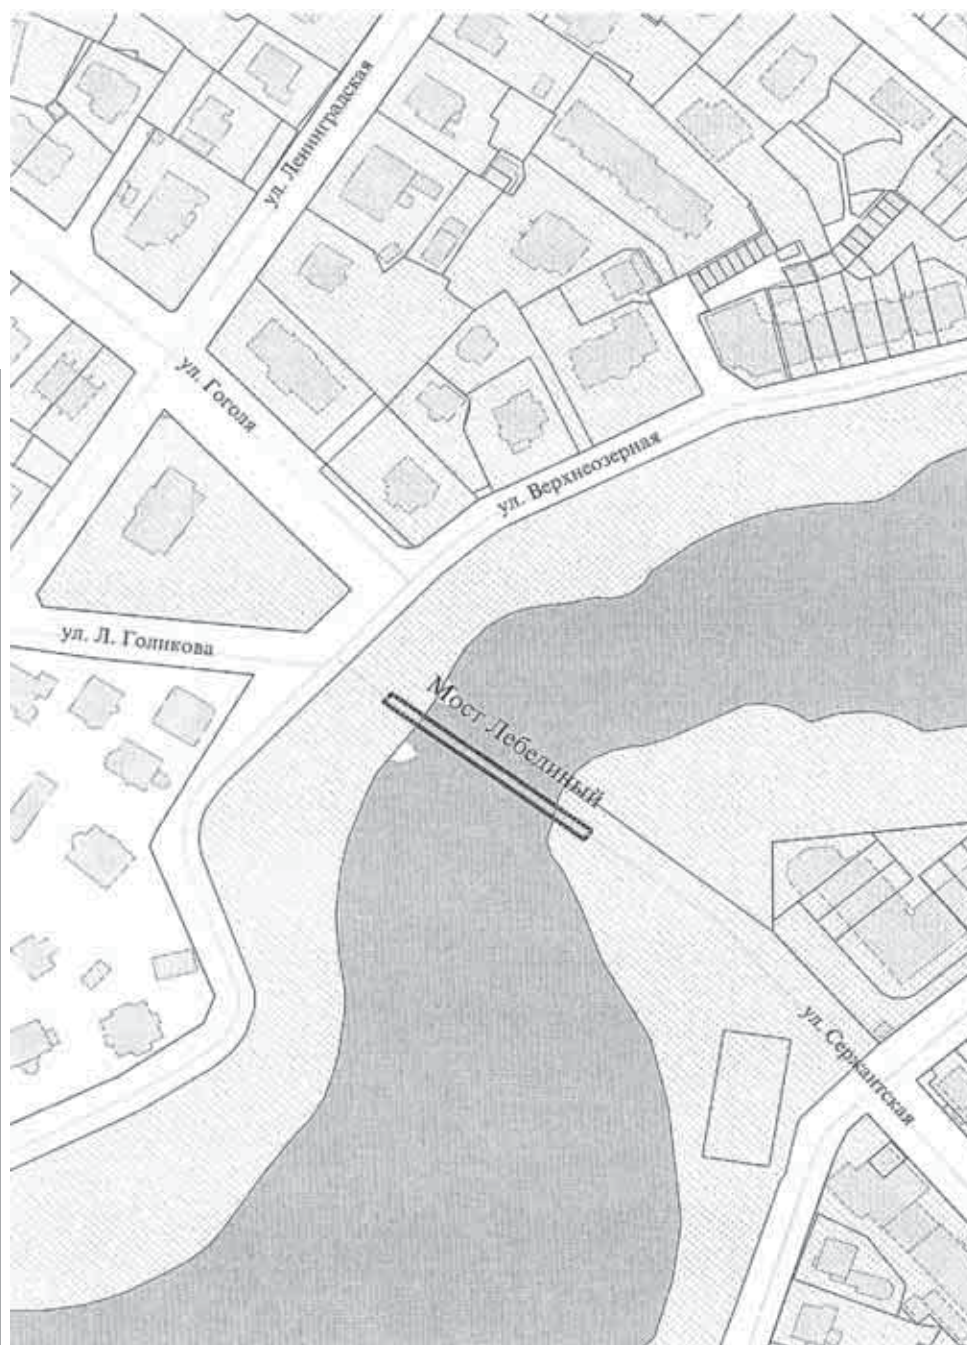 ул. Ленинградская
ул. Гоголя
ул. Верхнеозерная
ул. Л. Голикова
Мост Лебединый
ул. Сержантская